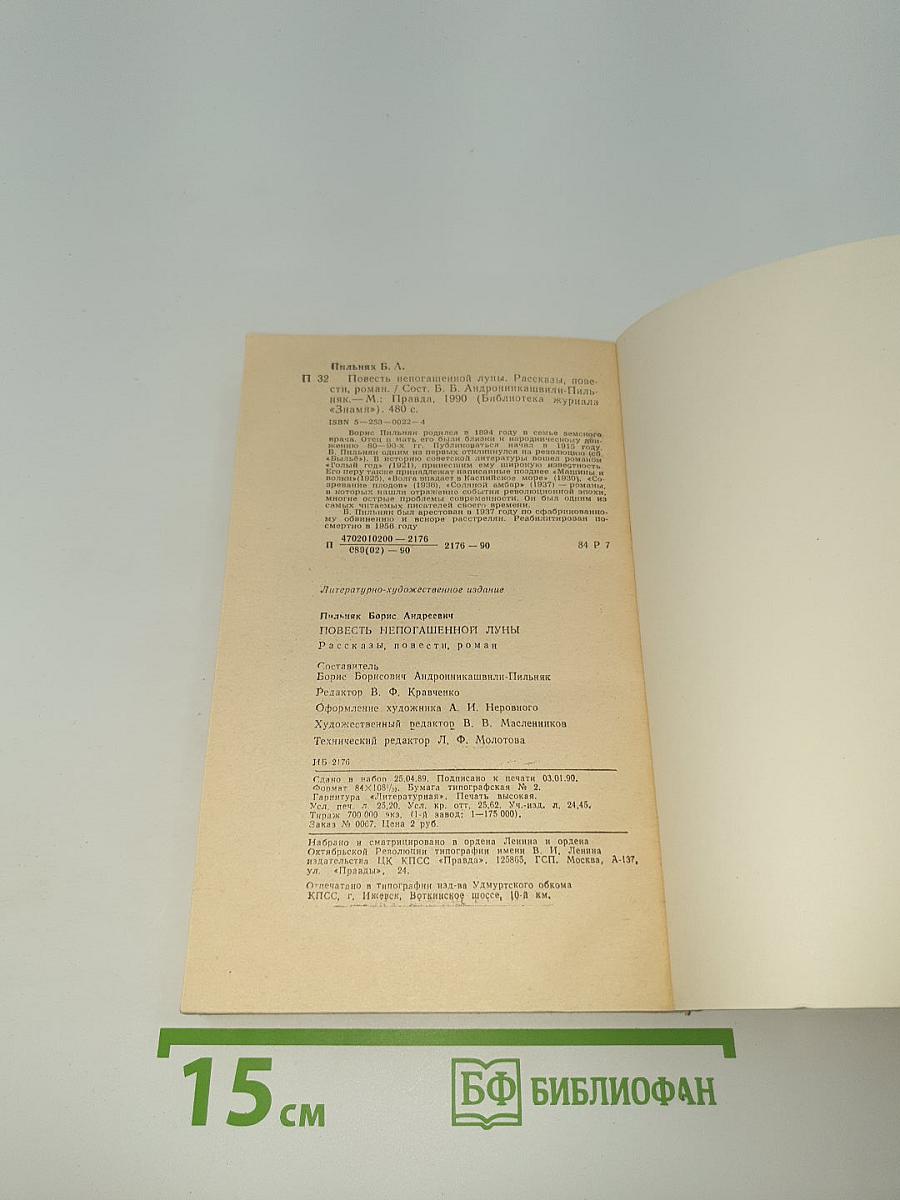 Пильняк Б. А.
П 32 Повесть непогашенной луны. Рассказы, пове-
сти, роман. / Сост. Б. Б. Андроникашвили-Пиль-
няк.— М.: Правда, 1990 (Библиотека журнала
«Знамя»). 480 с.
ISBN 5—253—0022—4
Борис Пильняк родился в 1894 году в семье земского
врача. Отец и мать его были близки к народническому дви-
жению 80—90-х гг. Публиковаться начал в 1915 году.
Б. Пильняк одним из первых откликнулся на революцию (сб.
«Быльё»). В историю советской литературы вошел романом
«Голый год» (1921), принесшим ему широкую известность.
Его перу также принадлежат написанные позднее «Машины и
волки»(1925), «Волга впадает в Каспийское море» (1930), «Со-
зревание плодов» (1936), «Соляной амбар» (1937) — романы,
в которых нашли отражение события революционной эпохи,
многие острые проблемы современности. Он был одним из
самых читаемых писателей своего времени.
Б. Пильняк был арестован в 1937 году по сфабрикованно-
му обвинению и вскоре расстрелян. Реабилитирован по-
смертно в 1956 году
П 4702010200—2176 2176—90 84 Р 7
080(02)—90
Литературно-художественное издание
Пильняк Борис Андреевич
ПОВЕСТЬ НЕПОГАШЕННОЙ ЛУНЫ
Рассказы, повести, роман
Составитель
Борис Борисович Андронникашвили-Пильняк
Редактор В. Ф. Кравченко
Оформление художника А. И. Неровного
Художественный редактор В. В. Масленников
Технический редактор Л. Ф. Молотова
ИБ 2176
Сдано в набор 25.04.89. Подписано к печати 03.01.90.
Формат 84×108¹/₃₂. Бумага типографская № 2.
Гарнитура «Литературная». Печать высокая.
Усл. печ. л 25,20. Усл. кр. отт. 25,62. Уч.-изд. л. 24,45.
Тираж 700 000 экз. (1-й завод: 1—175 000).
Заказ № 0067. Цена 2 руб.
Набрано и сматрицировано в ордена Ленина и ордена
Октябрьской Революции типографии имени В. И. Ленина
издательства ЦК КПСС «Правда». 125865, ГСП. Москва, А-137,
ул. «Правды», 24.
Отпечатано в типографии изд-ва Удмуртского обкома
КПСС, г. Ижевск, Воткинское шоссе, 10-й км.
15 см
БФ БИБЛИОФАН